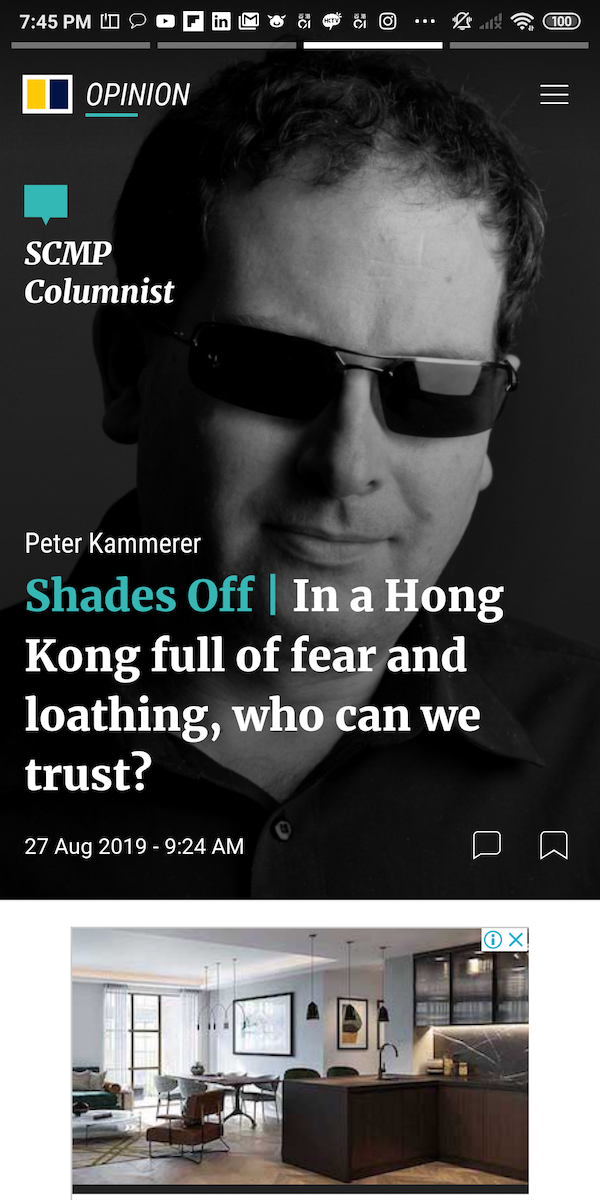 7:45 PM 100
OPINION
SCMP
Columnist
Peter Kammerer
Shades Off | In a Hong
Kong full of fear and
loathing, who can we
trust?
27 Aug 2019 - 9:24 AM